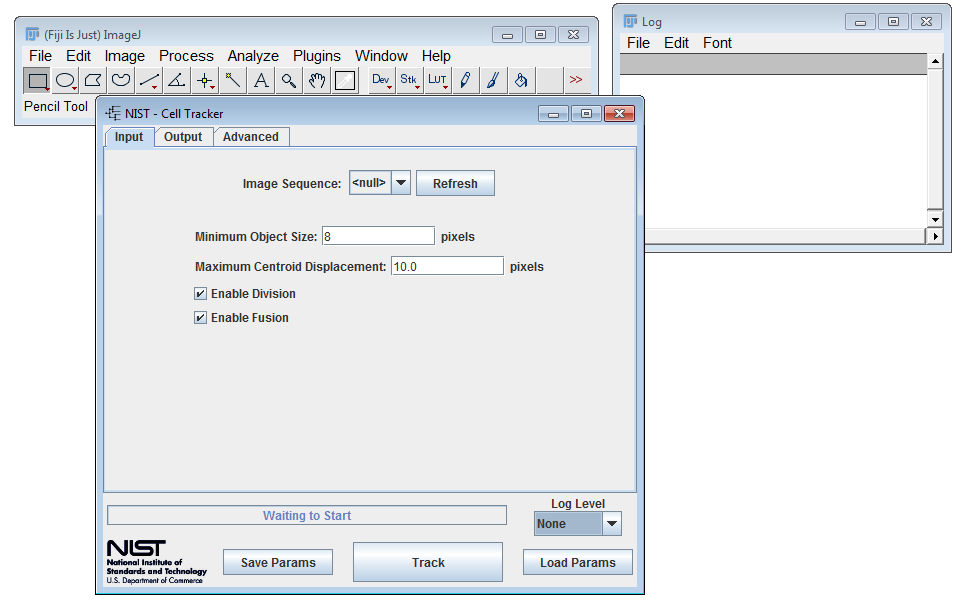 (Fiji Is Just) ImageJ
File Edit Image Process Analyze Plugins Window Help
A Dev Stk LUT >>
Pencil Tool
Log
File Edit Font
NIST - Cell Tracker
Input Output Advanced
Image Sequence: <null> Refresh
Minimum Object Size: 8 pixels
Maximum Centroid Displacement: 10.0 pixels
Enable Division
Enable Fusion
Waiting to Start
Log Level
None
NIST
National Institute of
Standards and Technology
U.S. Department of Commerce
Save Params Track Load Params